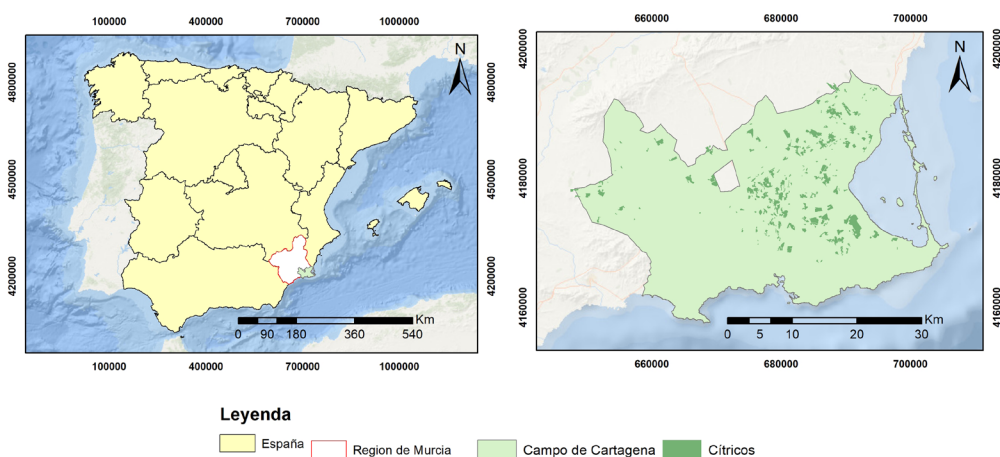 100000 400000 700000 1000000
660000 680000 700000
N
N
4800000
4500000
4200000
4800000
4500000
4200000
4200000
4180000
4160000
4200000
4180000
4160000
Km
0 90 180 360 540
Km
0 5 10 20 30
100000 400000 700000 1000000
660000 680000 700000
Leyenda
España Region de Murcia Campo de Cartagena Cítricos